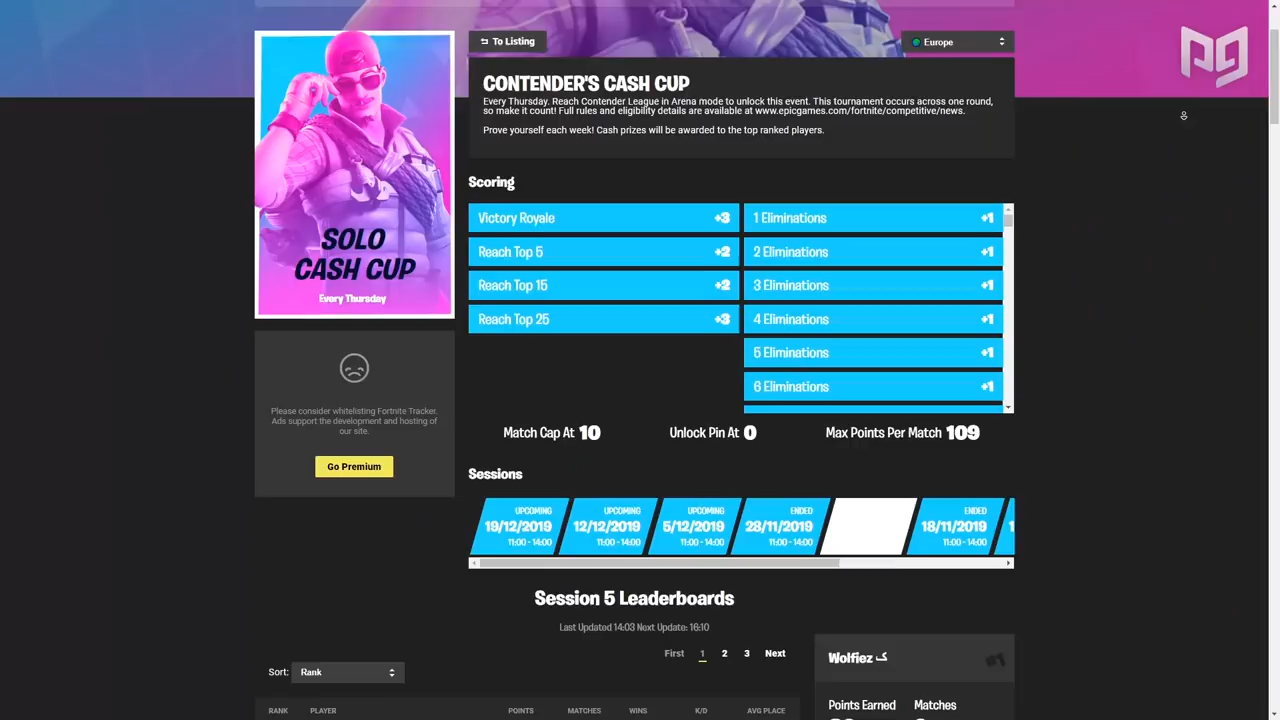 To Listing
Europe
CONTENDER'S CASH CUP
Every Thursday. Reach Contender League in Arena mode to unlock this event. This tournament occurs across one round,
so make it count! Full rules and eligibility details are available at www.epicgames.com/fortnite/competitive/news.
Prove yourself each week! Cash prizes will be awarded to the top ranked players.
SOLO
CASH CUP
Every Thursday
Please consider whitelisting Fortnite Tracker.
Ads support the development and hosting of
our site.
Go Premium
Scoring
Victory Royale +3
Reach Top 5 +2
Reach Top 15 +2
Reach Top 25 +3
1 Eliminations +1
2 Eliminations +1
3 Eliminations +1
4 Eliminations +1
5 Eliminations +1
6 Eliminations +1
Match Cap At 10
Unlock Pin At 0
Max Points Per Match 109
Sessions
UPCOMING
19/12/2019
11:00 - 14:00
UPCOMING
12/12/2019
11:00 - 14:00
UPCOMING
5/12/2019
11:00 - 14:00
ENDED
28/11/2019
11:00 - 14:00
ENDED
18/11/2019
11:00 - 14:00
Session 5 Leaderboards
Last Updated 14:03 Next Update: 16:10
First 1 2 3 Next
Sort: Rank
RANK PLAYER POINTS MATCHES WINS K/D AVG PLACE
Wolfiez ک #1
Points Earned Matches
PG